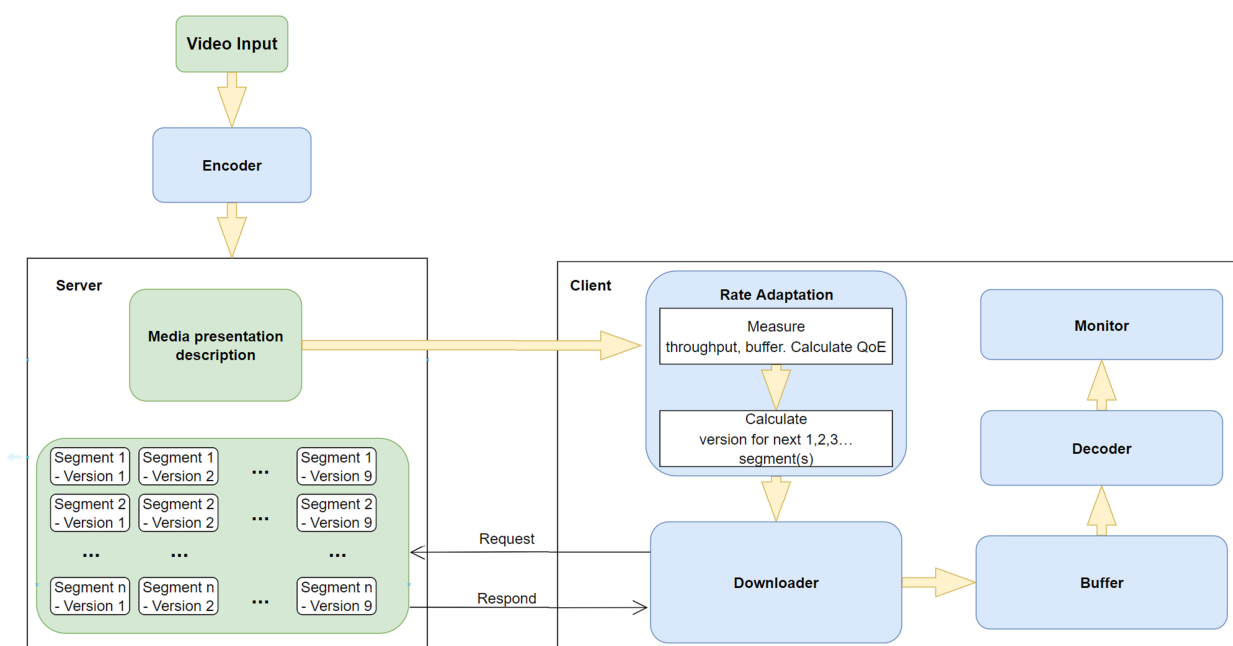 Video Input
Encoder
Server
Media presentation
description
Segment 1
- Version 1
Segment 1
- Version 2
...
Segment 1
- Version 9
Segment 2
- Version 1
Segment 2
- Version 2
...
Segment 2
- Version 9
...
...
...
Segment n
- Version 1
Segment n
- Version 2
...
Segment n
- Version 9
Request
Respond
Client
Rate Adaptation
Measure
throughput, buffer. Calculate QoE
Calculate
version for next 1,2,3...
segment(s)
Downloader
Monitor
Decoder
Buffer